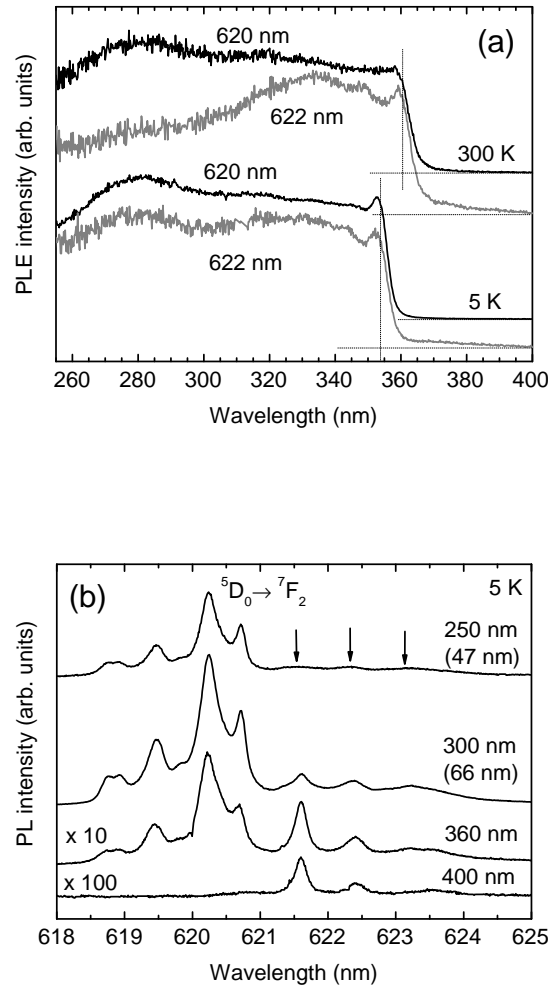 (a)
620 nm
622 nm
300 K
620 nm
622 nm
5 K
PLE intensity (arb. units)
260 280 300 320 340 360 380 400
Wavelength (nm)
(b)
⁵D₀→ ⁷F₂
5 K
250 nm
(47 nm)
300 nm
(66 nm)
x 10
360 nm
x 100
400 nm
PL intensity (arb. units)
618 619 620 621 622 623 624 625
Wavelength (nm)